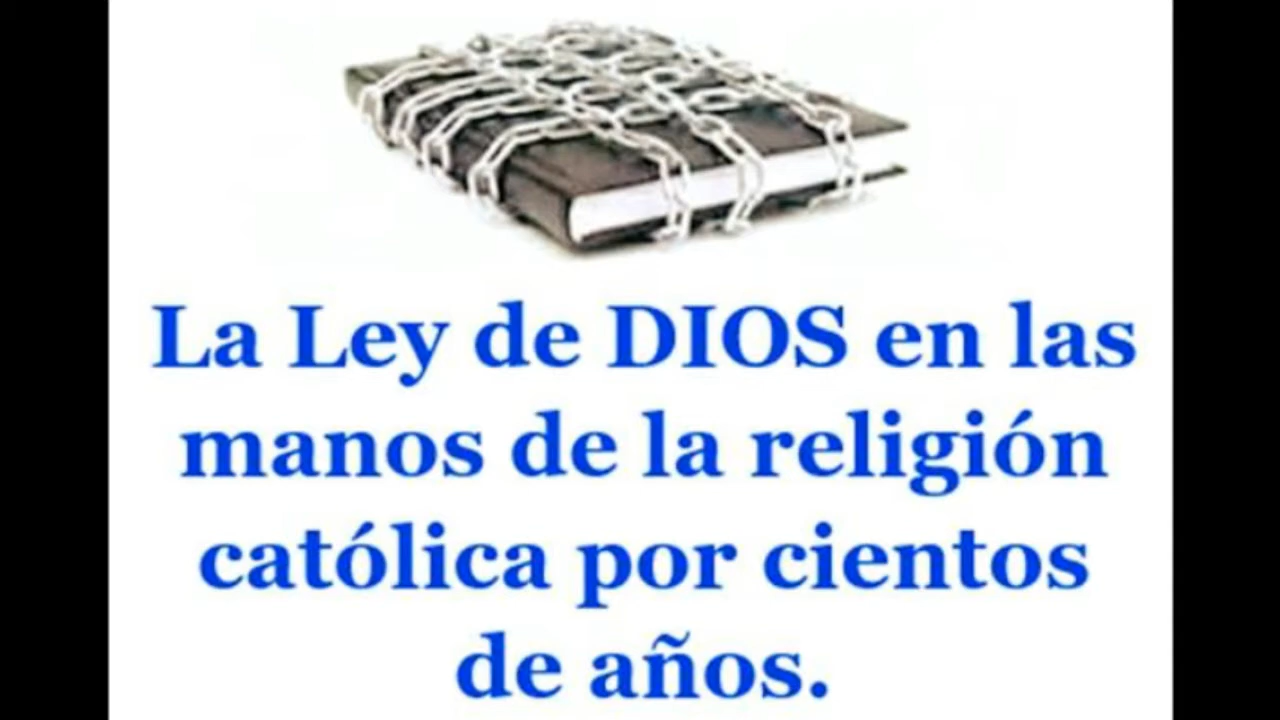 La Ley de DIOS en las
manos de la religión
católica por cientos
de años.